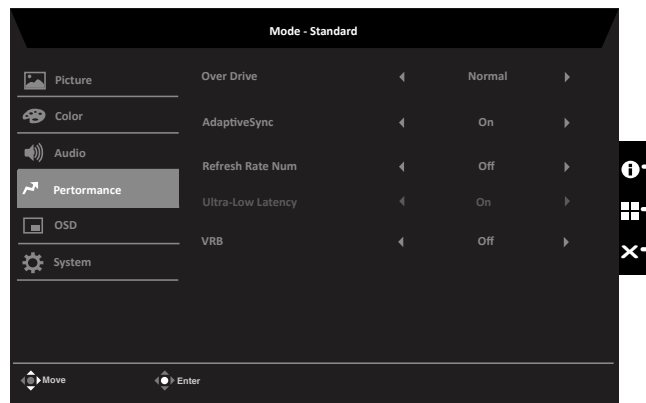 Mode - Standard
Picture
Color
Audio
Pertormance
OSD
System
Over Drive Normal
AdaptiveSync On
Refresh Rate Num Off
Ultra-Low Latency On
VRB Off
Move Enter